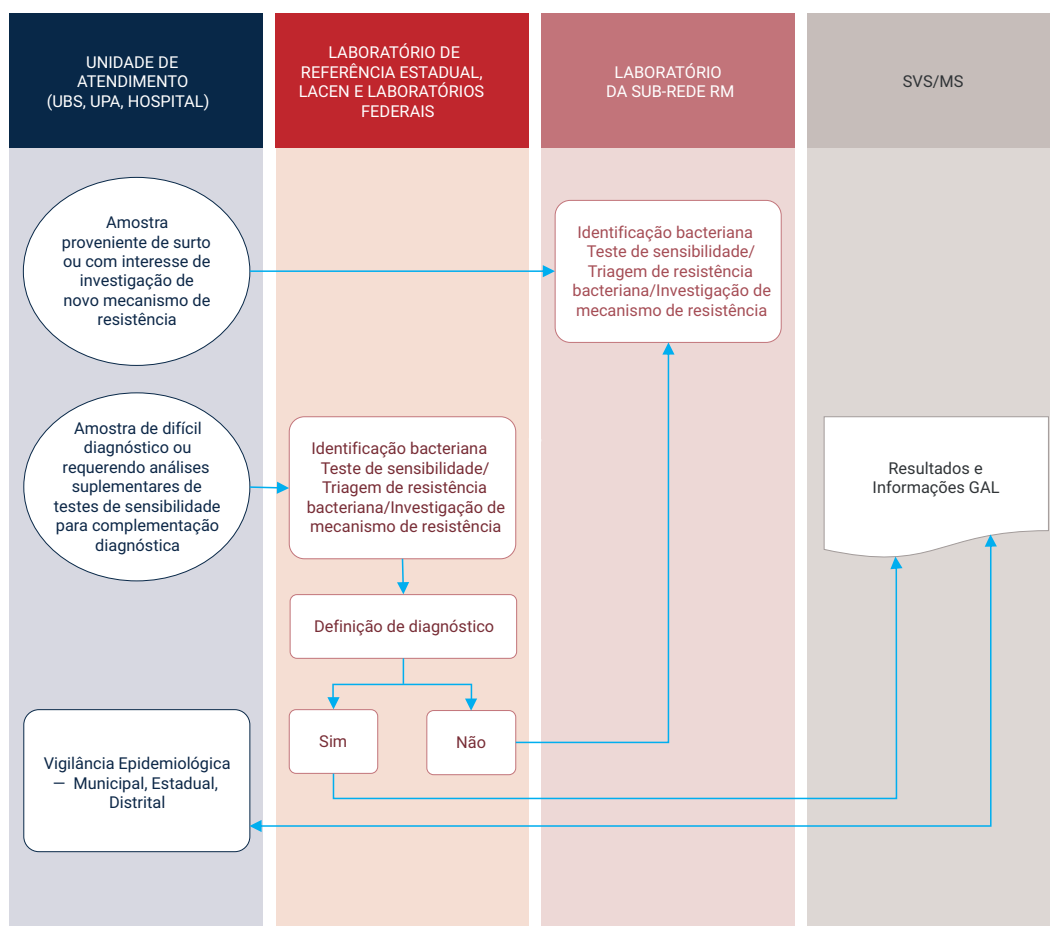 UNIDADE DE
ATENDIMENTO
(UBS, UPA, HOSPITAL)
LABORATÓRIO DE
REFERÊNCIA ESTADUAL,
LACEN E LABORATÓRIOS
FEDERAIS
LABORATÓRIO
DA SUB-REDE RM
SVS/MS
Amostra
proveniente de surto
ou com interesse de
investigação de
novo mecanismo de
resistência
Identificação bacteriana
Teste de sensibilidade/
Triagem de resistência
bacteriana/Investigação de
mecanismo de resistência
Amostra de difícil
diagnóstico ou
requerendo análises
suplementares de
testes de sensibilidade
para complementação
diagnóstica
Identificação bacteriana
Teste de sensibilidade/
Triagem de resistência
bacteriana/Investigação de
mecanismo de resistência
Resultados e
Informações GAL
Definição de diagnóstico
Sim
Não
Vigilância Epidemiológica
— Municipal, Estadual,
Distrital